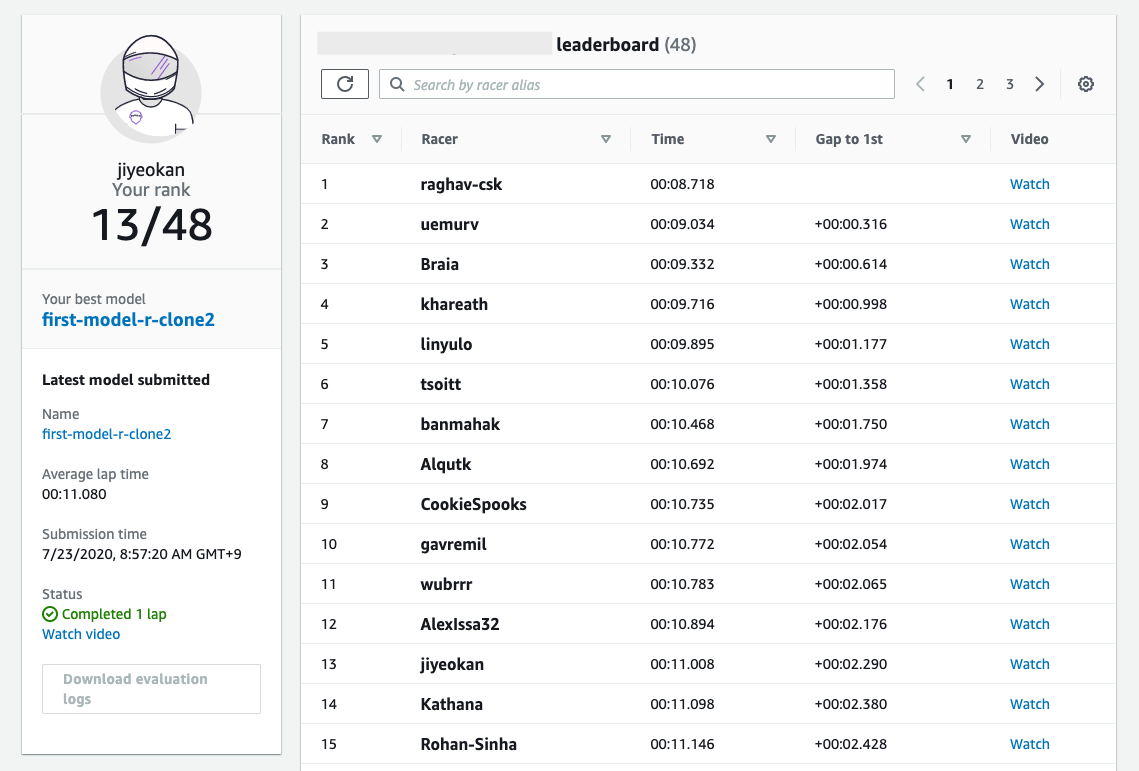 jiyeokan
Your rank
13/48
Your best model
first-model-r-clone2
Latest model submitted
Name
first-model-r-clone2
Average lap time
00:11.080
Submission time
7/23/2020, 8:57:20 AM GMT+9
Status
Completed 1 lap
Watch video
Download evaluation
logs
leaderboard (48)
Search by racer alias
1 2 3
Rank Racer Time Gap to 1st Video
1 raghav-csk 00:08.718 Watch
2 uemurv 00:09.034 +00:00.316 Watch
3 Braia 00:09.332 +00:00.614 Watch
4 khareath 00:09.716 +00:00.998 Watch
5 linyulo 00:09.895 +00:01.177 Watch
6 tsoitt 00:10.076 +00:01.358 Watch
7 banmahak 00:10.468 +00:01.750 Watch
8 Alqutk 00:10.692 +00:01.974 Watch
9 CookieSpooks 00:10.735 +00:02.017 Watch
10 gavremil 00:10.772 +00:02.054 Watch
11 wubrrr 00:10.783 +00:02.065 Watch
12 AlexIssa32 00:10.894 +00:02.176 Watch
13 jiyeokan 00:11.008 +00:02.290 Watch
14 Kathana 00:11.098 +00:02.380 Watch
15 Rohan-Sinha 00:11.146 +00:02.428 Watch